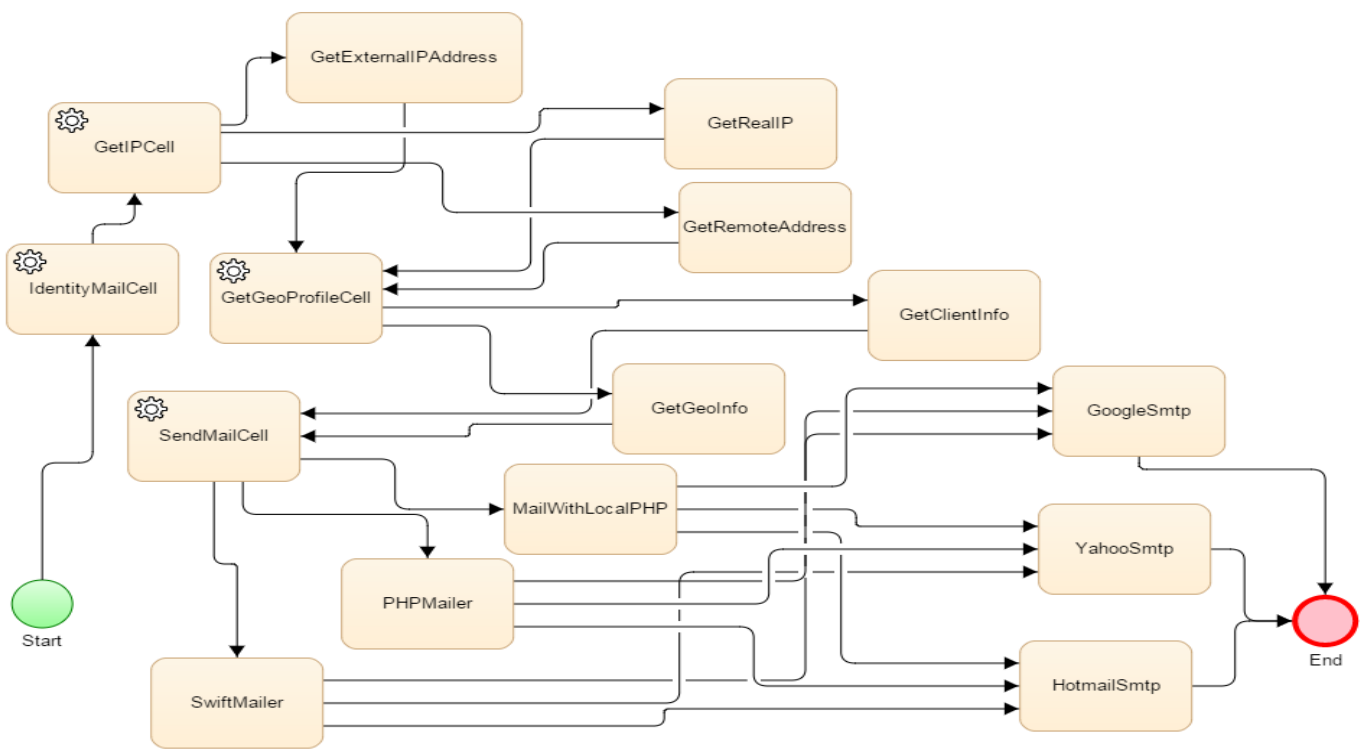 GetExternalIPAddress
GetRealIP
GetIPCell
GetRemoteAddress
IdentityMailCell
GetGeoProfileCell
GetClientInfo
GetGeoInfo
GoogleSmtp
SendMailCell
MailWithLocalPHP
YahooSmtp
PHPMailer
Start
End
HotmailSmtp
SwiftMailer